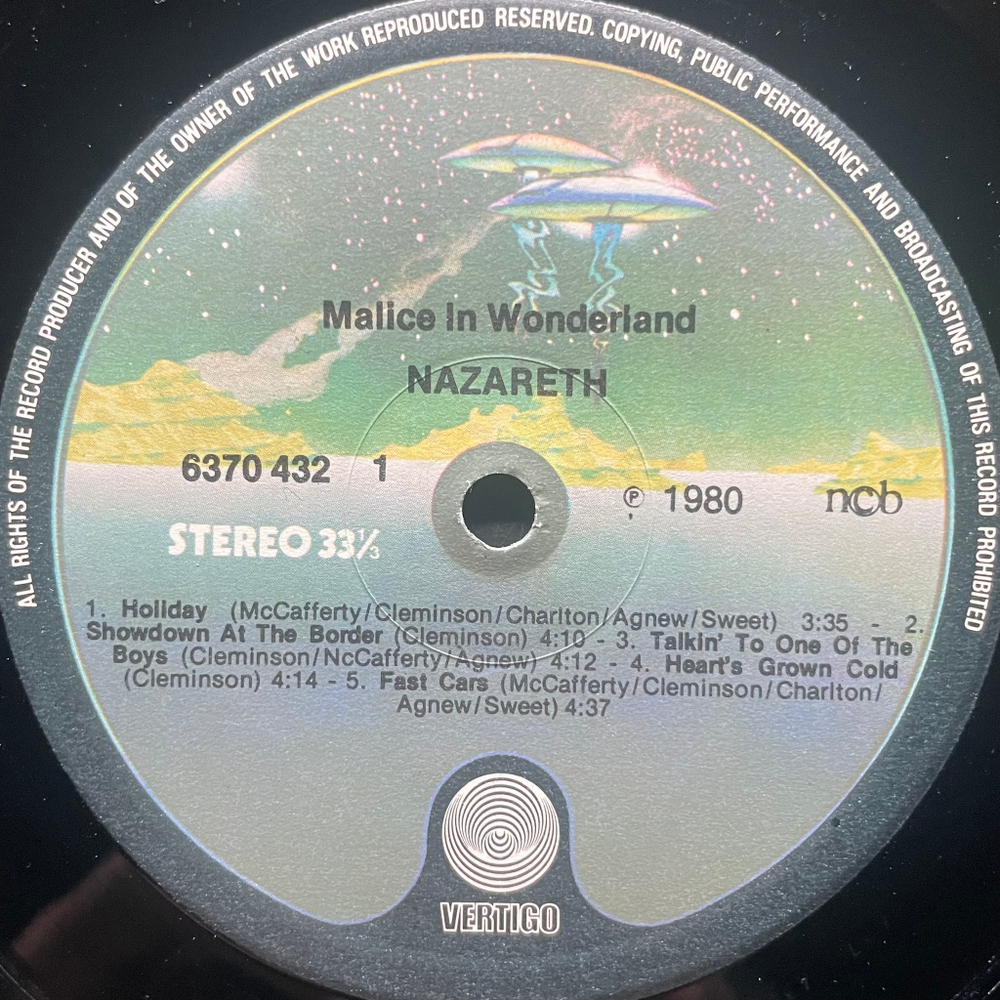 ALL RIGHTS OF THE RECORD PRODUCER AND OF THE OWNER OF THE WORK REPRODUCED RESERVED. COPYING, PUBLIC PERFORMANCE AND BROADCASTING OF THIS RECORD PROHIBITED
Malice In Wonderland
NAZARETH
6370 432 1
℗ 1980 ncb
STEREO 33⅓
1. Holiday (McCafferty/Cleminson/Charlton/Agnew/Sweet) 3:35 - 2.
Showdown At The Border (Cleminson) 4:10 - 3. Talkin' To One Of The
Boys (Cleminson/NcCafferty/Agnew) 4:12 - 4. Heart's Grown Cold
(Cleminson) 4:14 - 5. Fast Cars (McCafferty/Cleminson/Charlton/
Agnew/Sweet) 4:37
VERTIGO